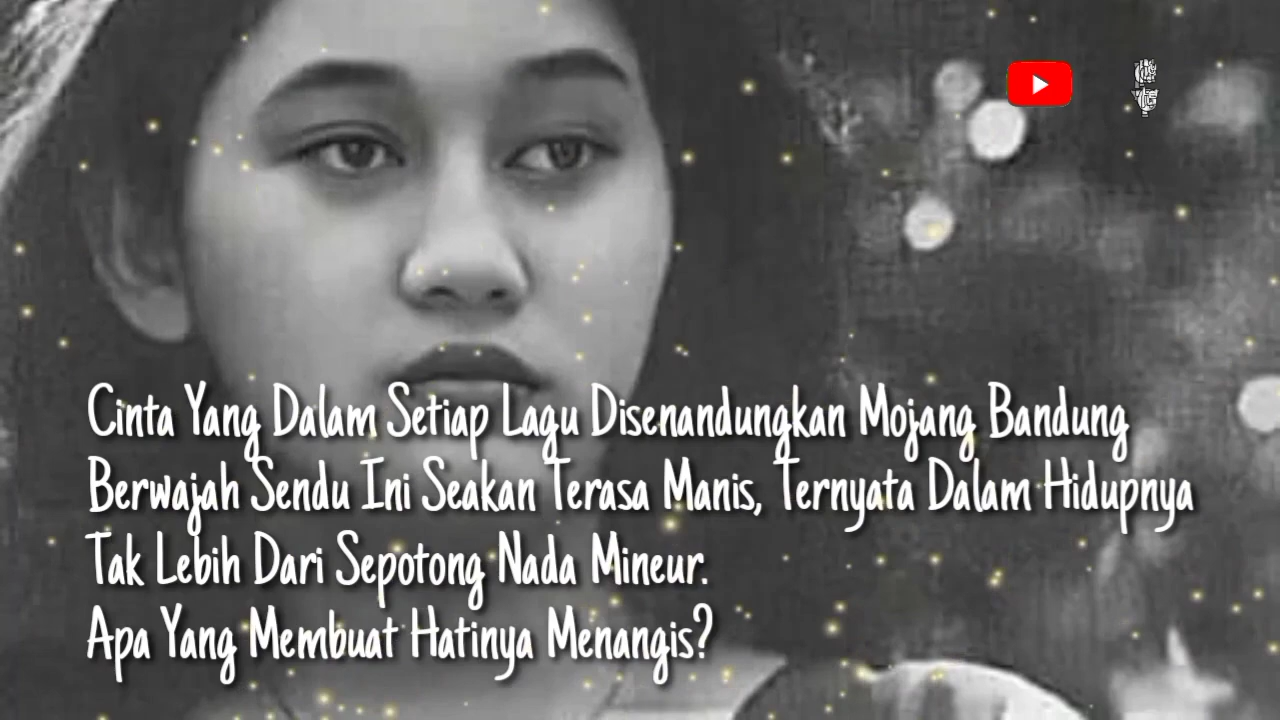 Cinta Yang Dalam Setiap Lagu Disenandungkan Mojang Bandung
Berwajah Sendu Ini Seakan Terasa Manis, Ternyata Dalam Hidupnya
Tak Lebih Dari Sepotong Nada Mineur.
Apa Yang Membuat Hatinya Menangis?